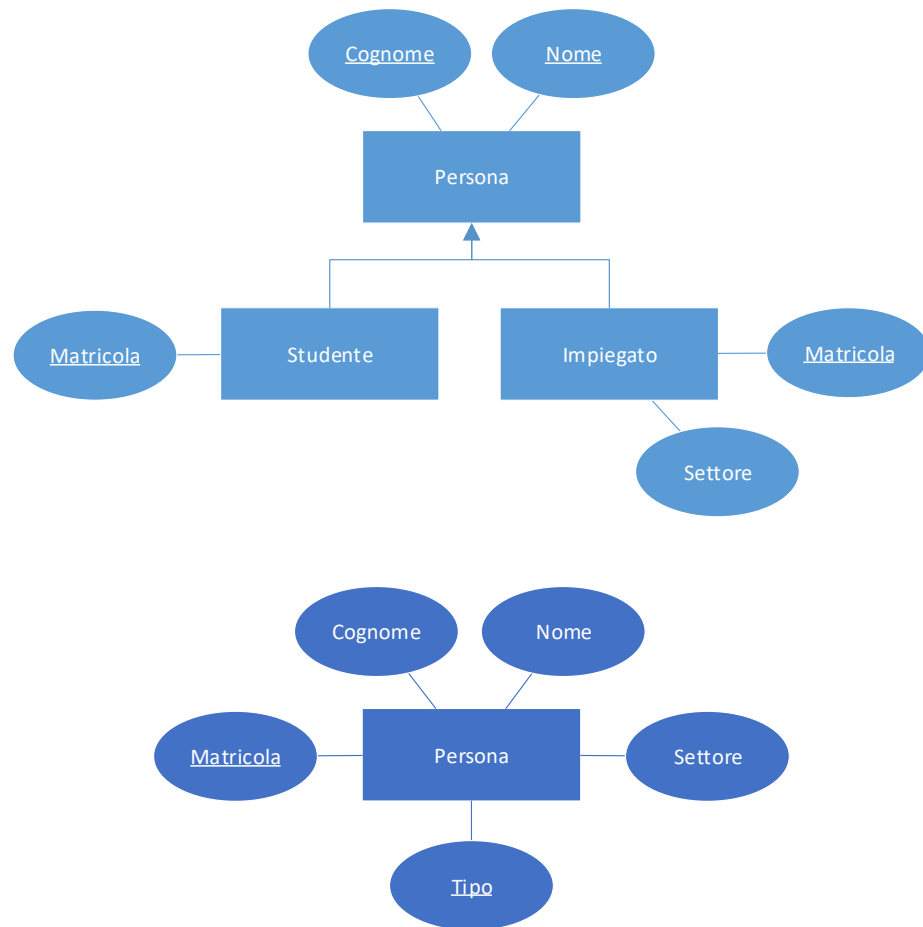 Cognome
Nome
Persona
Matricola
Studente
Impiegato
Matricola
Settore
Cognome
Nome
Matricola
Persona
Settore
Tipo